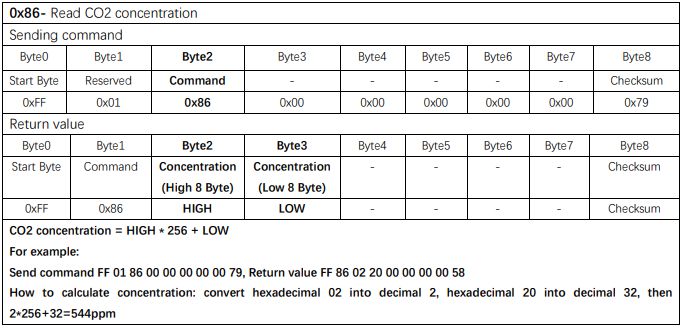 0x86- Read CO2 concentration
Sending command
Byte0 Byte1 Byte2 Byte3 Byte4 Byte5 Byte6 Byte7 Byte8
Start Byte Reserved Command - - - - - Checksum
0xFF 0x01 0x86 0x00 0x00 0x00 0x00 0x00 0x79
Return value
Byte0 Byte1 Byte2 Byte3 Byte4 Byte5 Byte6 Byte7 Byte8
Start Byte Command Concentration Concentration - - - - Checksum
(High 8 Byte) (Low 8 Byte)
0xFF 0x86 HIGH LOW - - - - Checksum
CO2 concentration = HIGH * 256 + LOW
For example:
Send command FF 01 86 00 00 00 00 00 79, Return value FF 86 02 20 00 00 00 00 58
How to calculate concentration: convert hexadecimal 02 into decimal 2, hexadecimal 20 into decimal 32, then
2*256+32=544ppm